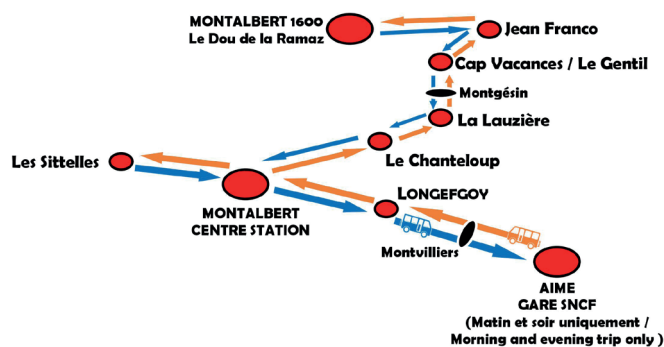 MONTALBERT 1600
Le Dou de la Ramaz
Jean Franco
Cap Vacances / Le Gentil
Montgésin
La Lauzière
Les Sittelles
Le Chanteloup
MONTALBERT
CENTRE STATION
LONGEFGOY
Montvilliers
AIME
GARE SNCF
(Matin et soir uniquement /
Morning and evening trip only )